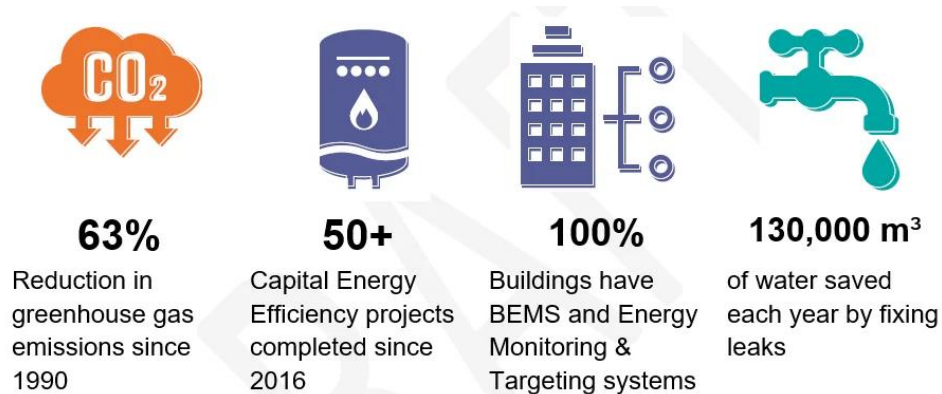 CO₂
63%
Reduction in
greenhouse gas
emissions since
1990
50+
Capital Energy
Efficiency projects
completed since
2016
100%
Buildings have
BEMS and Energy
Monitoring &
Targeting systems
130,000 m³
of water saved
each year by fixing
leaks